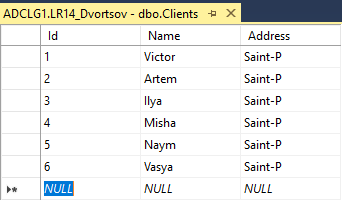 ADCLG1.LR14_Dvortsov - dbo.Clients
Id Name Address
1 Victor Saint-P
2 Artem Saint-P
3 Ilya Saint-P
4 Misha Saint-P
5 Naym Saint-P
6 Vasya Saint-P
NULL NULL NULL